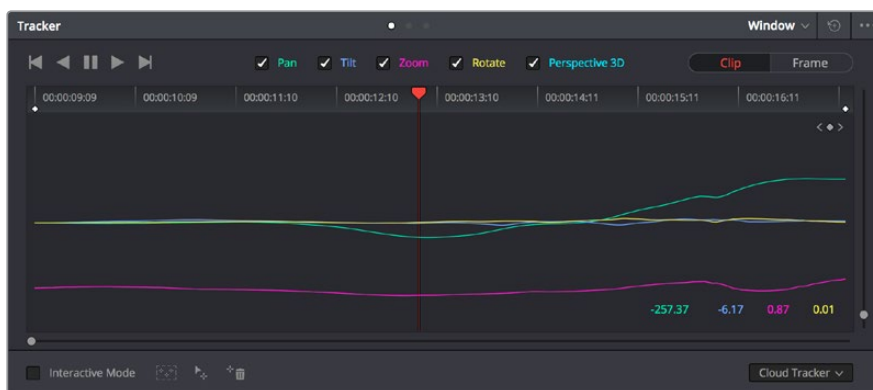 Tracker Window
Pan Tilt Zoom Rotate Perspective 3D Clip Frame
00:00:09:09 00:00:10:09 00:00:11:10 00:00:12:10 00:00:13:10 00:00:14:11 00:00:15:11 00:00:16:11
-257.37 -6.17 0.87 0.01
Interactive Mode Cloud Tracker